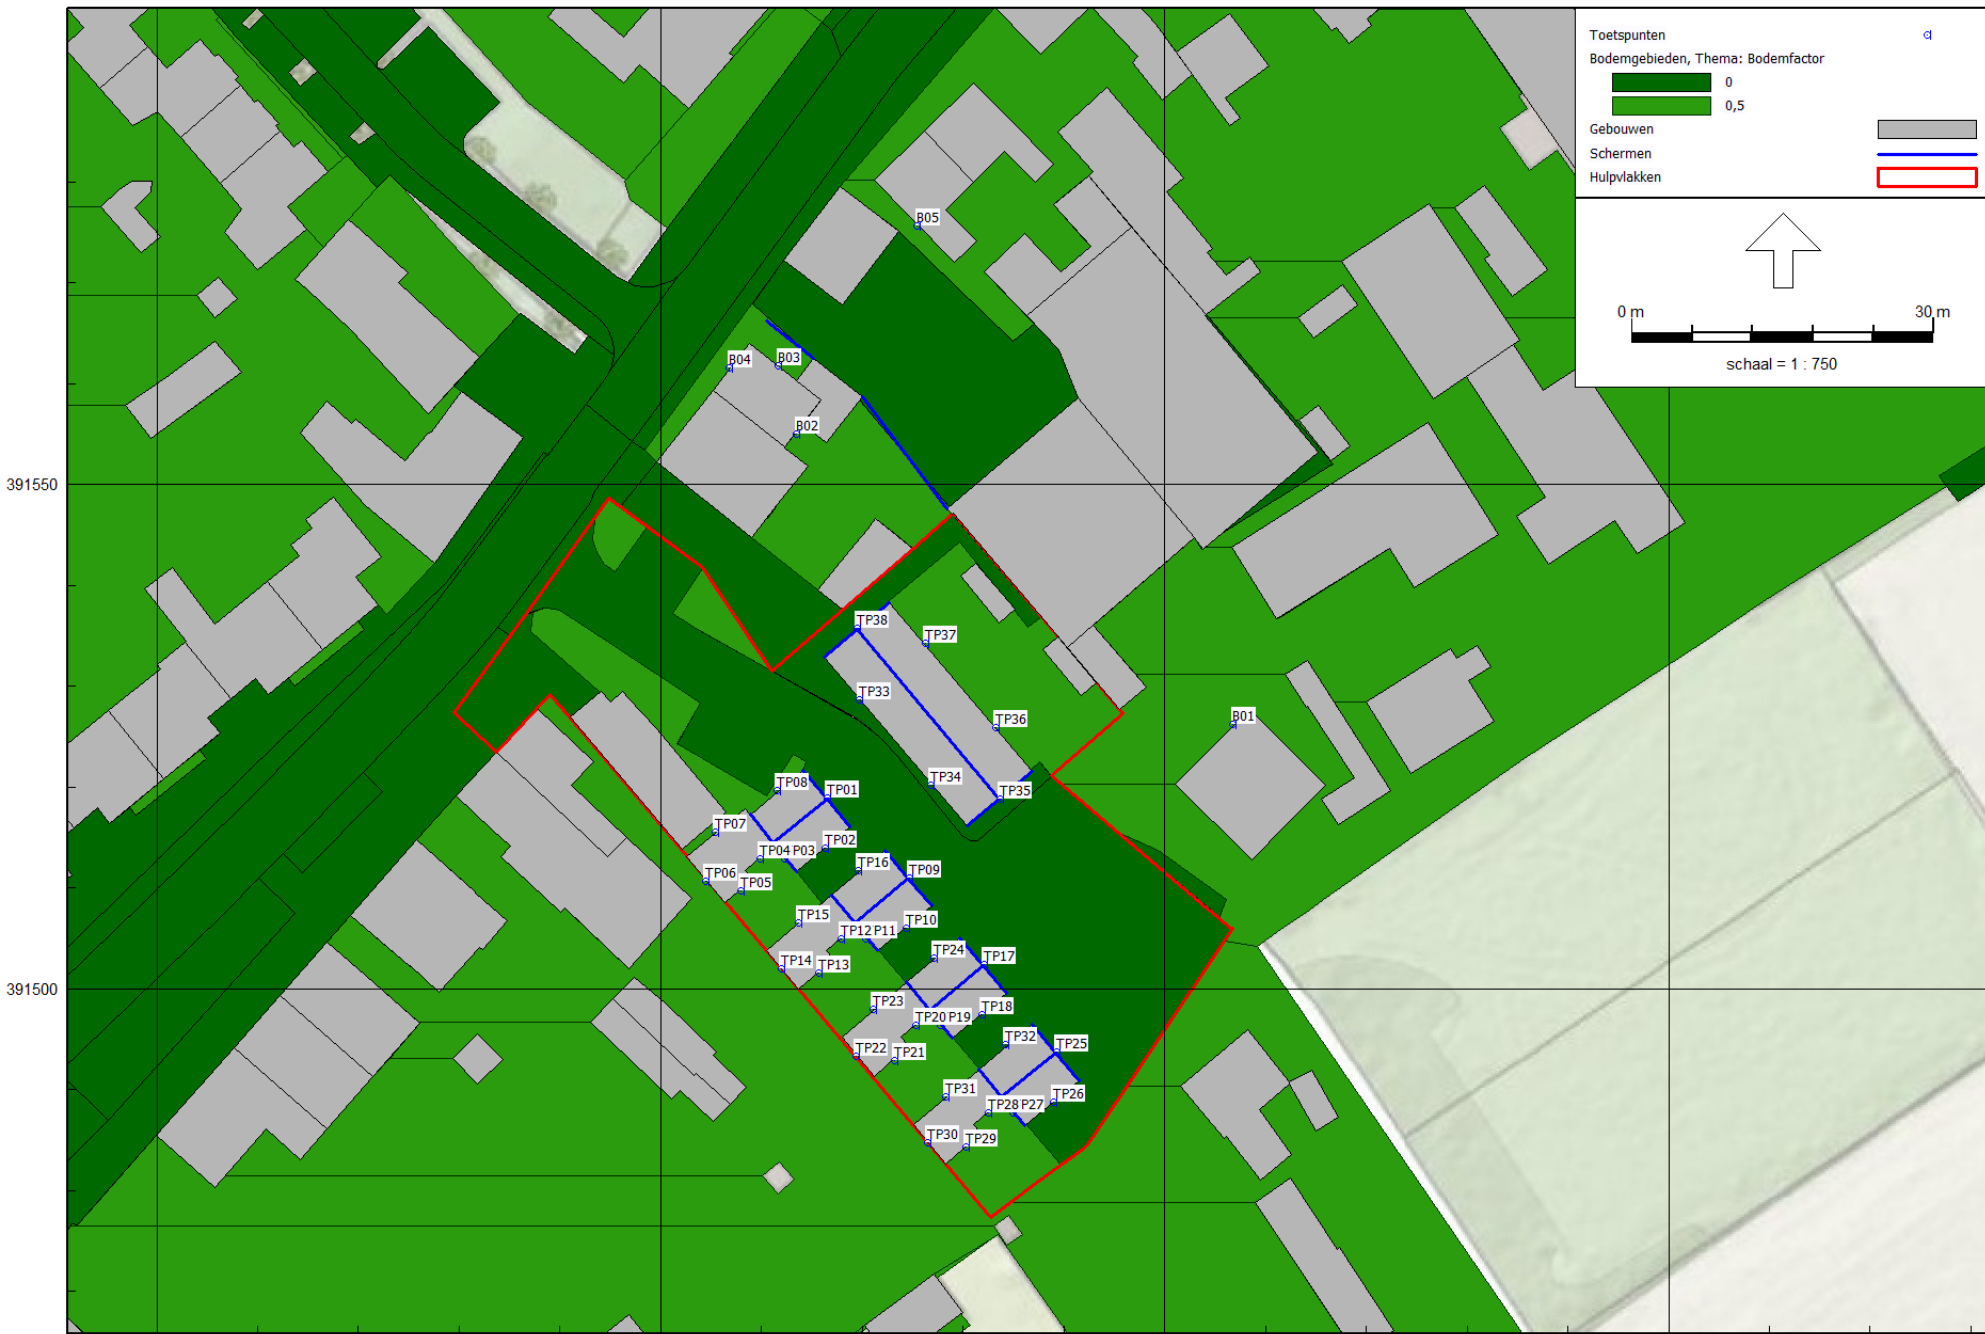 Toetspunten
Bodemgebieden, Thema: Bodemfactor
0
0,5
Gebouwen
Schermen
Hulpvlakken
0 m 30 m
schaal = 1 : 750
B05
B04 B03
B02
391550
TP38
TP37
TP33
TP36
B01
TP34
TP35
TP08 TP01
TP07
TP04 P03 TP02
TP16 TP09
TP06 TP05
TP15
TP12 P11 TP10
TP24 TP17
TP14 TP13
391500
TP23 TP18
TP20 P19
TP32 TP25
TP22 TP21
TP31 TP26
TP28 P27
TP30 TP29